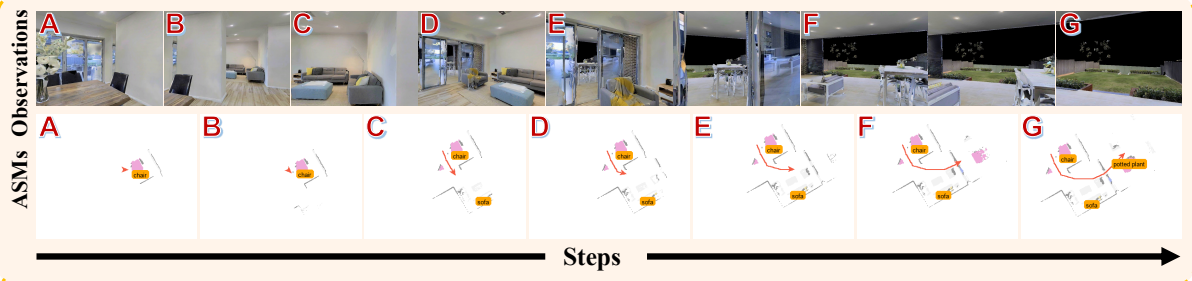 Observations
A B C D E F G
ASMs
A B C D E F G
chair
chair
chair
sofa
chair
sofa
chair
sofa
chair
sofa
chair
potted plant
sofa
Steps